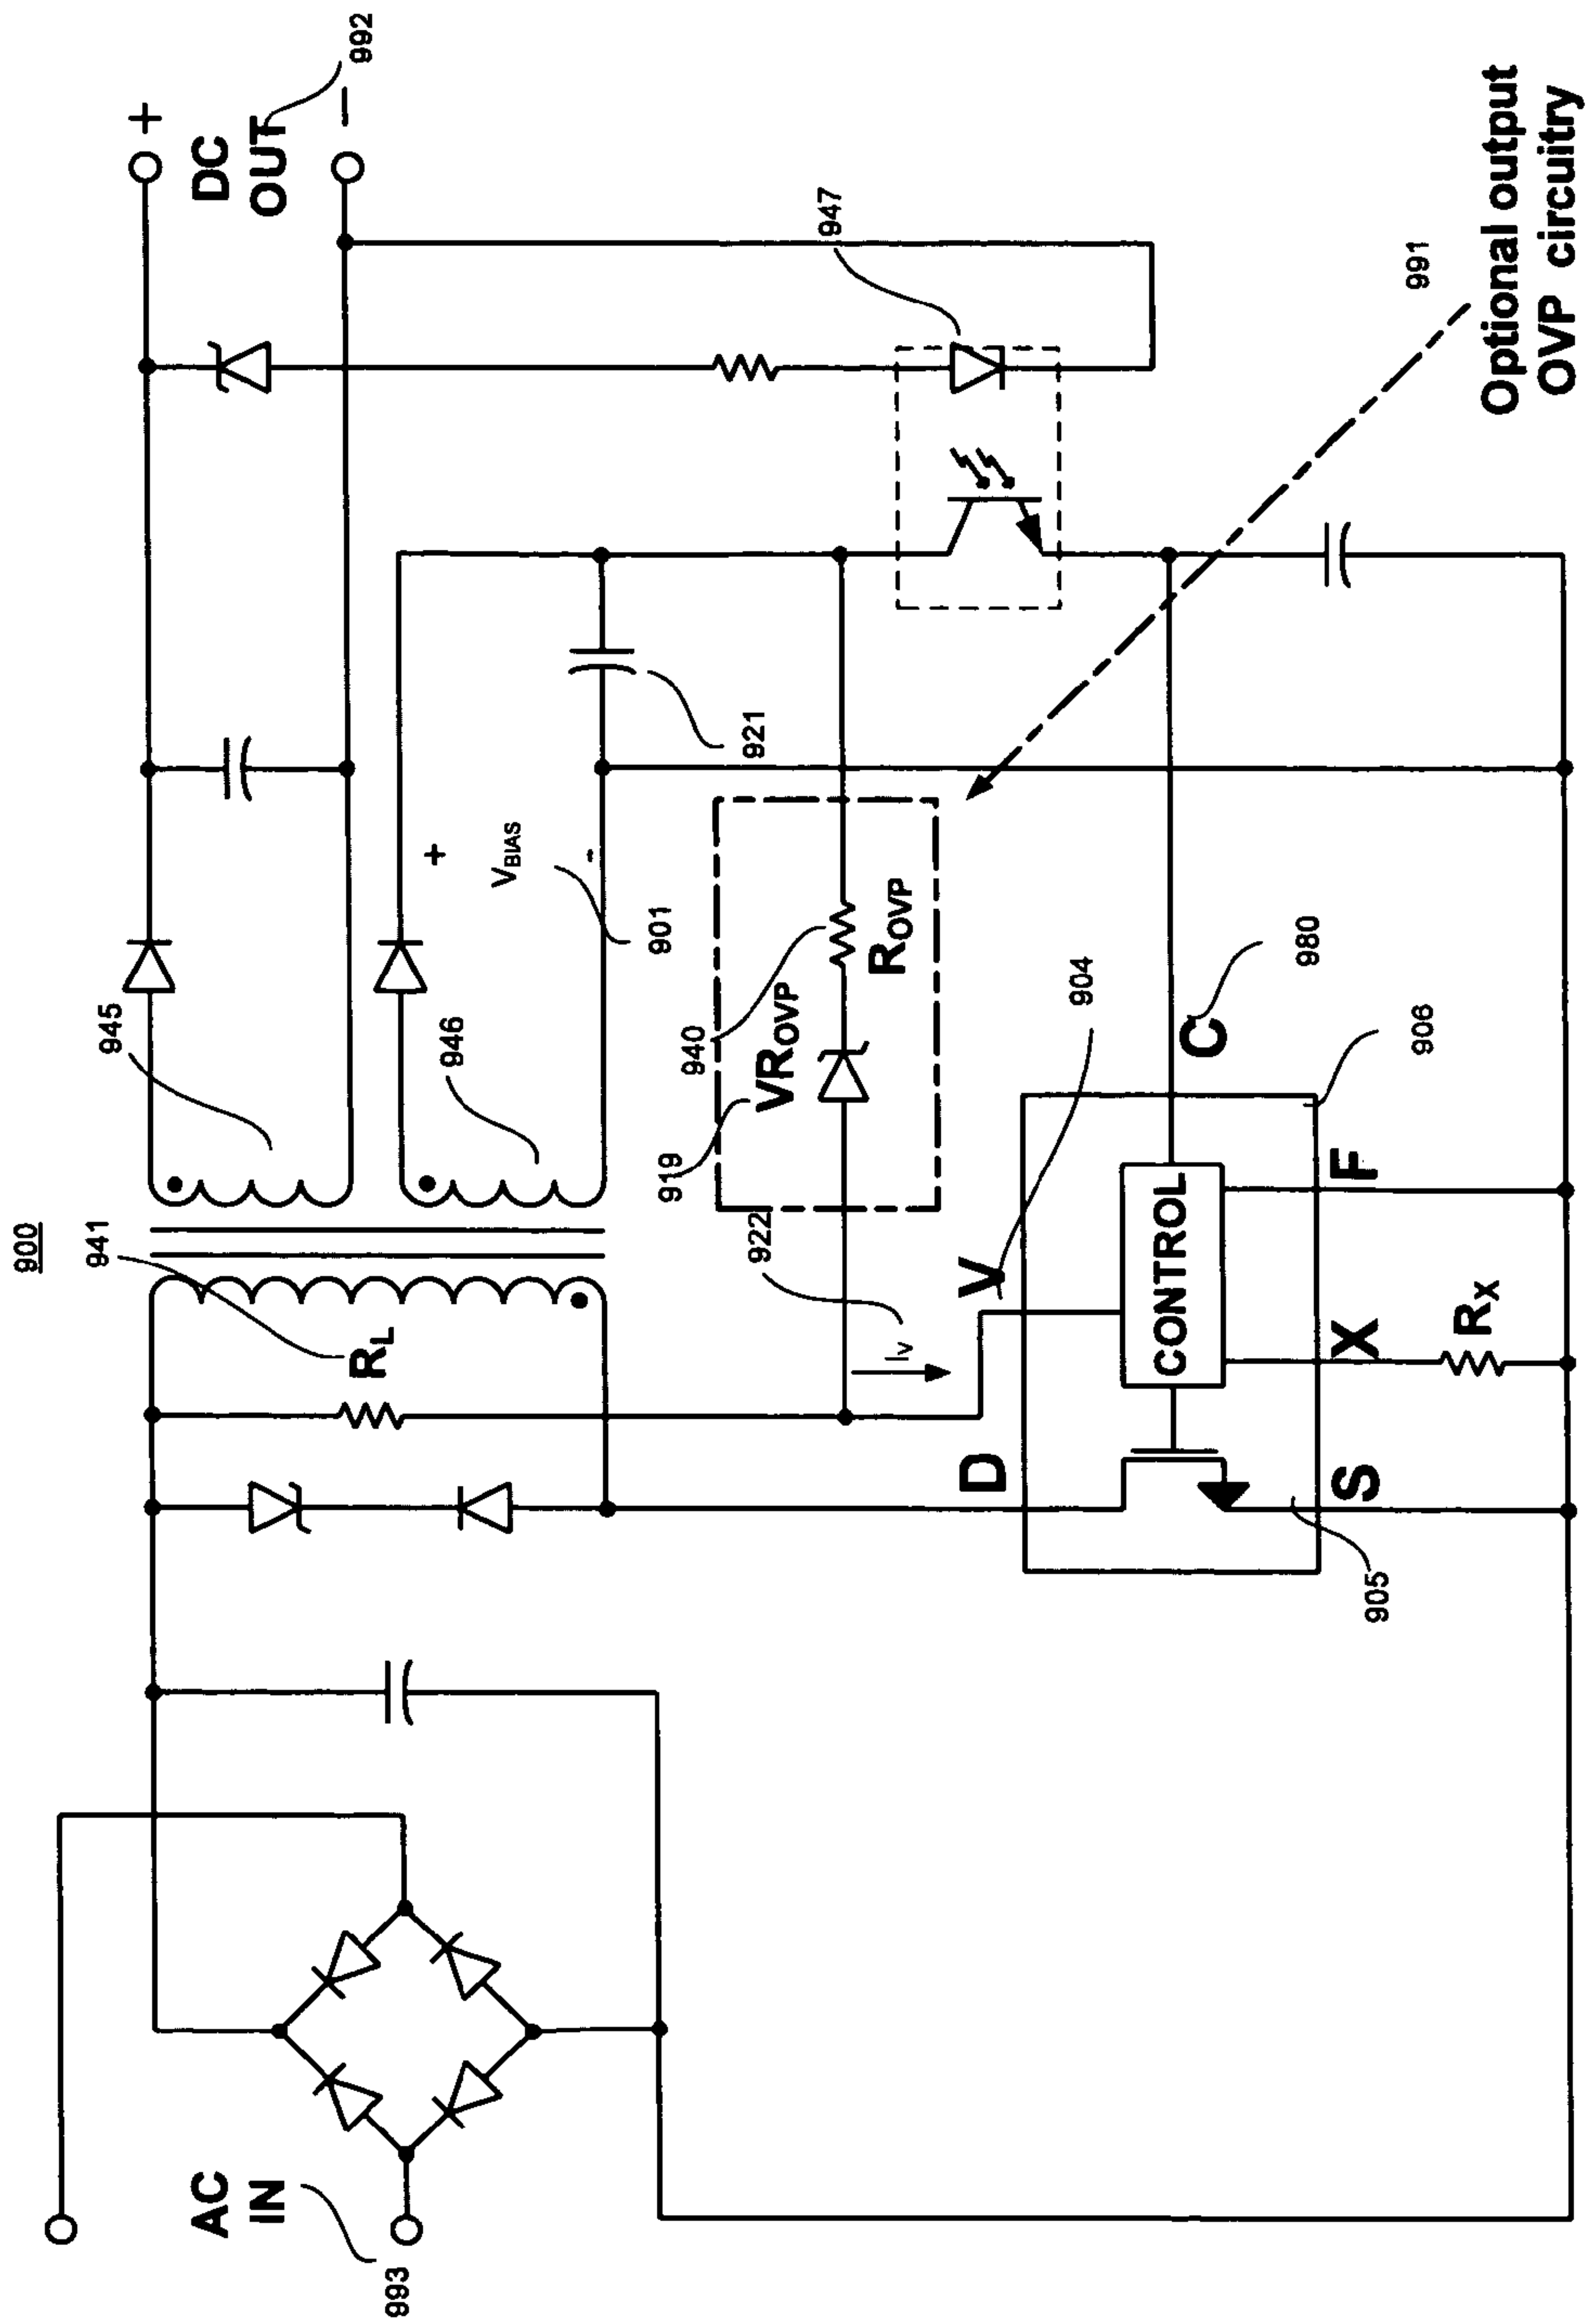 900
AC
IN
993
941
RL
945
946
+
VBIAS
-
901
921
+
DC
OUT
-
992
947
919
VROVP
940
ROVP
922
IV
V
904
D
CONTROL
C
980
906
905
S
X
F
RX
991
Optional output
OVP circuitry